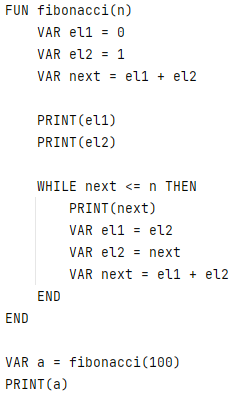 FUN fibonacci(n)
    VAR el1 = 0
    VAR el2 = 1
    VAR next = el1 + el2

    PRINT(el1)
    PRINT(el2)

    WHILE next <= n THEN
        PRINT(next)
        VAR el1 = el2
        VAR el2 = next
        VAR next = el1 + el2
    END
END

VAR a = fibonacci(100)
PRINT(a)